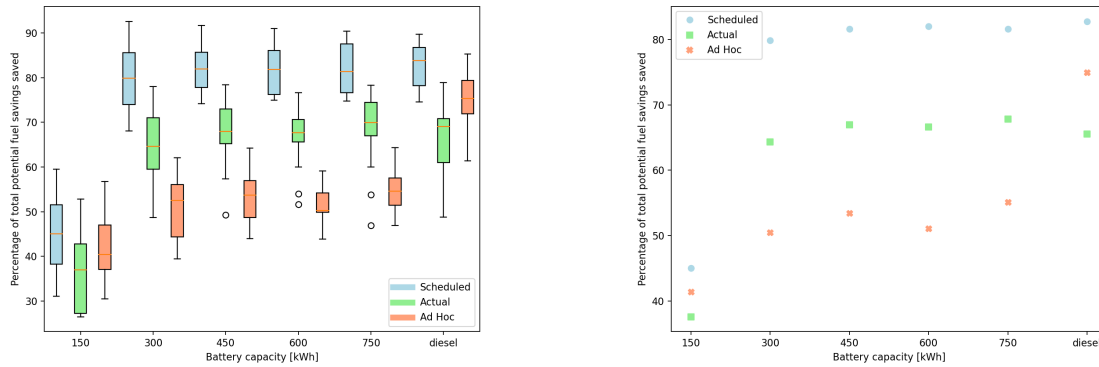 Percentage of total potential fuel savings saved
90
80
70
60
50
40
30
150
300
450
600
750
diesel
Battery capacity [kWh]
Scheduled
Actual
Ad Hoc
Percentage of total potential fuel savings saved
80
70
60
50
40
150
300
450
600
750
diesel
Battery capacity [kWh]
Scheduled
Actual
Ad Hoc